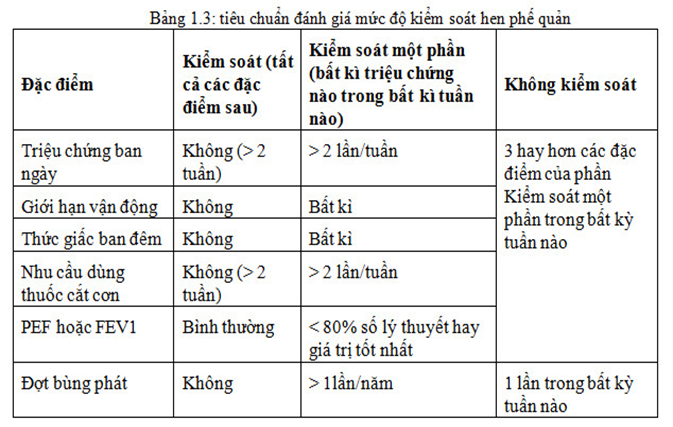 Bảng 1.3: tiêu chuẩn đánh giá mức độ kiểm soát hen phế quản
Đặc điểm
Kiểm soát (tất
cả các đặc
điểm sau)
Kiểm soát một phần
(bất kì triệu chứng
nào trong bất kì tuần
nào)
Không kiểm soát
Triệu chứng ban
ngày
Không (> 2
tuần)
> 2 lần/tuần
3 hay hơn các đặc
điểm của phần
Kiểm soát một
phần trong bất kỳ
tuần nào
Giới hạn vận động
Không
Bất kì
Thức giấc ban đêm
Không
Bất kì
Nhu cầu dùng
thuốc cắt cơn
Không (> 2
tuần)
> 2 lần/tuần
PEF hoặc FEV1
Bình thường
< 80% số lý thuyết hay
giá trị tốt nhất
Đợt bùng phát
Không
> 1lần/năm
1 lần trong bất kỳ
tuần nào